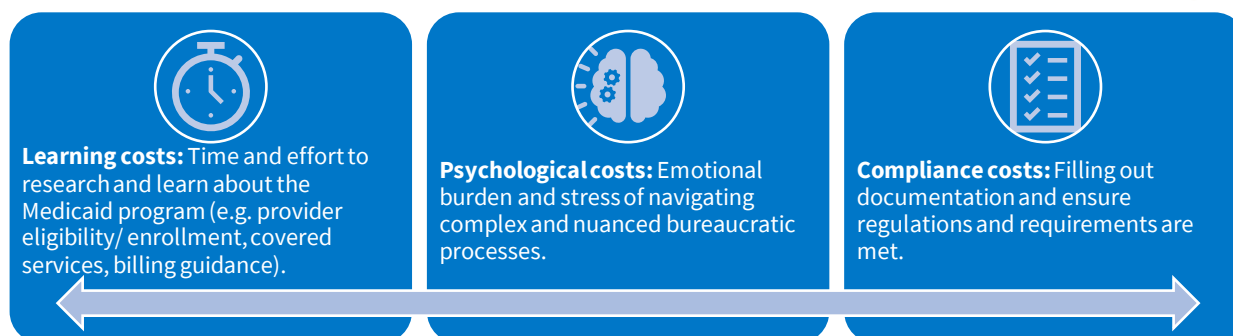 Learning costs: Time and effort to
research and learn about the
Medicaid program (e.g. provider
eligibility/ enrollment, covered
services, billing guidance).
Psychological costs: Emotional
burden and stress of navigating
complex and nuanced bureaucratic
processes.
Compliance costs: Filling out
documentation and ensure
regulations and requirements are
met.